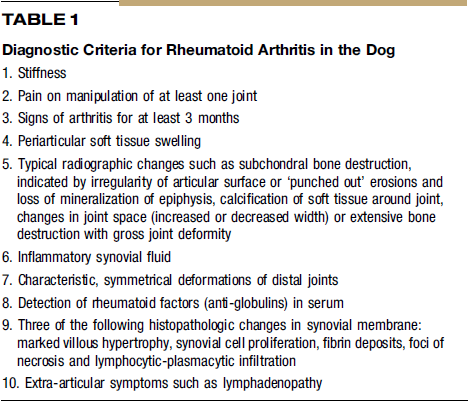 TABLE 1
Diagnostic Criteria for Rheumatoid Arthritis in the Dog
1. Stiffness
2. Pain on manipulation of at least one joint
3. Signs of arthritis for at least 3 months
4. Periarticular soft tissue swelling
5. Typical radiographic changes such as subchondral bone destruction,
indicated by irregularity of articular surface or ‘punched out’ erosions and
loss of mineralization of epiphysis, calcification of soft tissue around joint,
changes in joint space (increased or decreased width) or extensive bone
destruction with gross joint deformity
6. Inflammatory synovial fluid
7. Characteristic, symmetrical deformations of distal joints
8. Detection of rheumatoid factors (anti-globulins) in serum
9. Three of the following histopathologic changes in synovial membrane:
marked villous hypertrophy, synovial cell proliferation, fibrin deposits, foci of
necrosis and lymphocytic-plasmacytic infiltration
10. Extra-articular symptoms such as lymphadenopathy